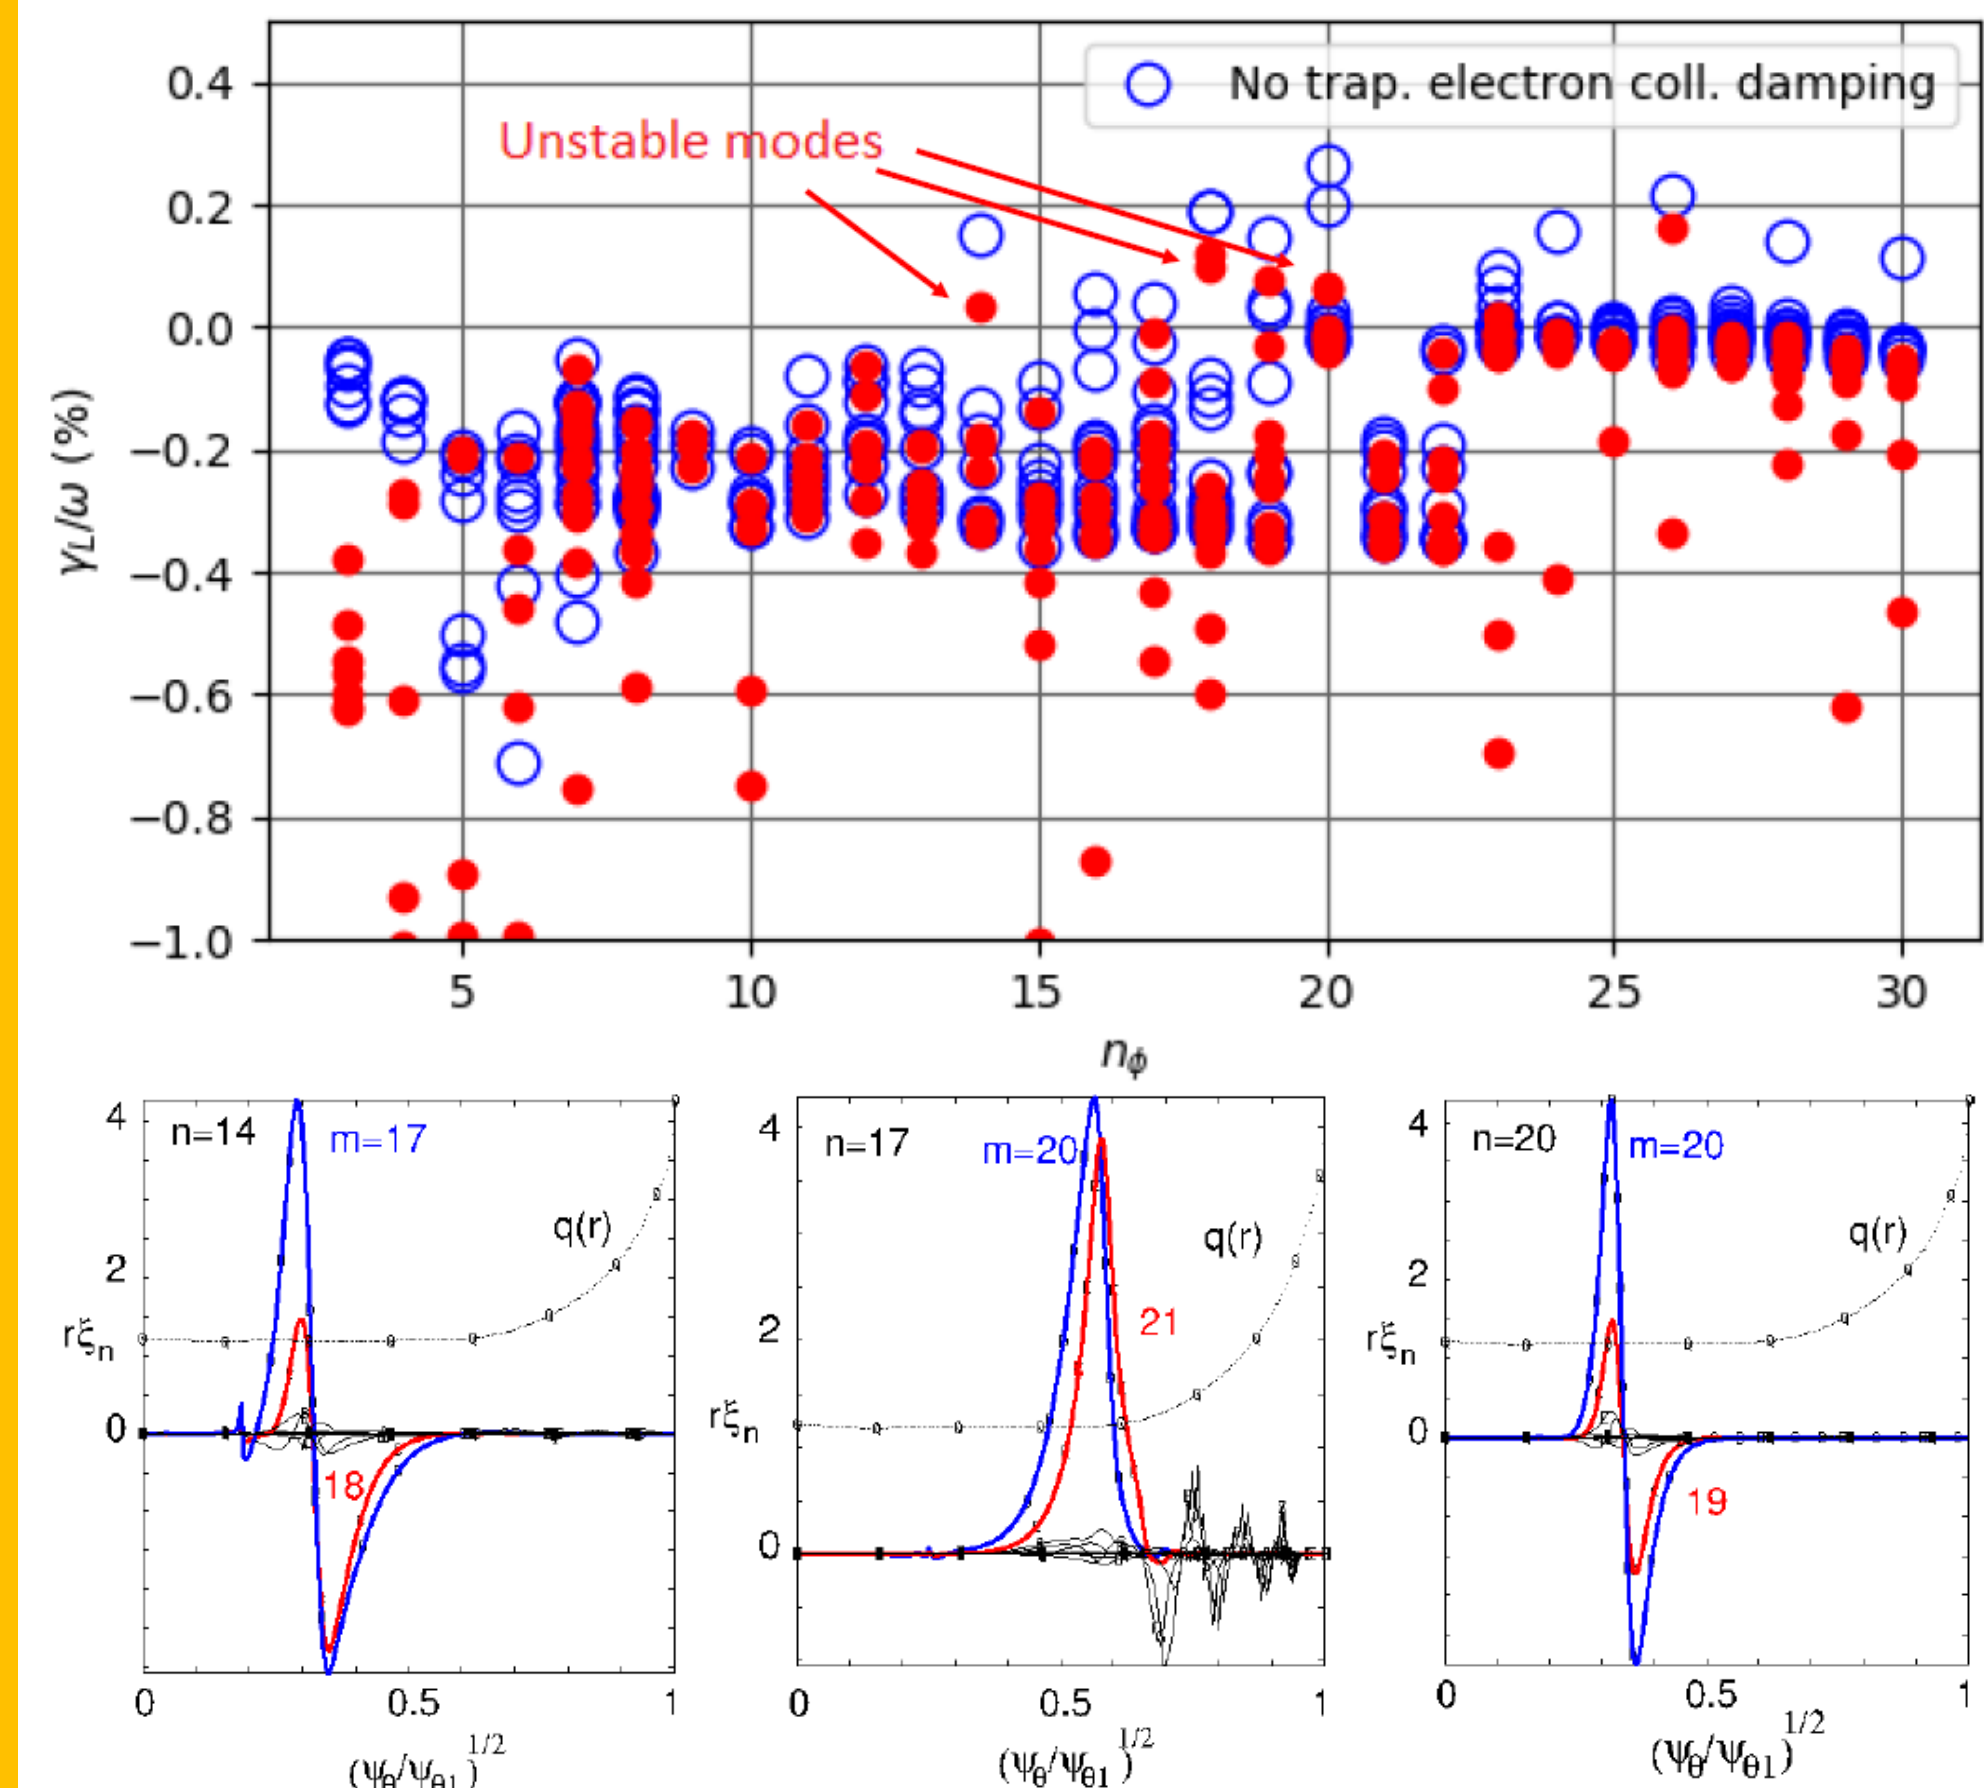 0.4
No trap. electron coll. damping
Unstable modes
0.2
0.0
−0.2
γL/ω (%)
−0.4
−0.6
−0.8
−1.0
5 10 15 20 25 30
nϕ
4 n=14 m=17
4 n=17 m=20
4 n=20 m=20
q(r)
q(r)
q(r)
2
2
2
21
rξn
rξn
rξn
0
0
0
18
19
0 0.5 1
0 0.5 1
0 0.5 1
(ψθ/ψθ1)1/2
(ψθ/ψθ1)1/2
(ψθ/ψθ1)1/2